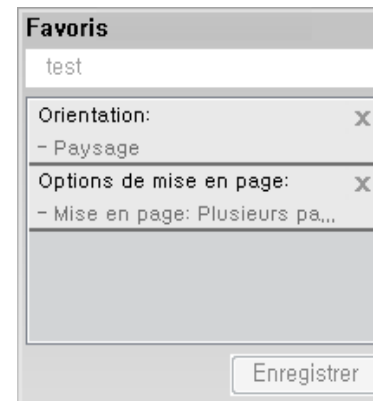 Favoris
test
Orientation: x
- Paysage
Options de mise en page: x
- Mise en page: Plusieurs pa...
Enregistrer